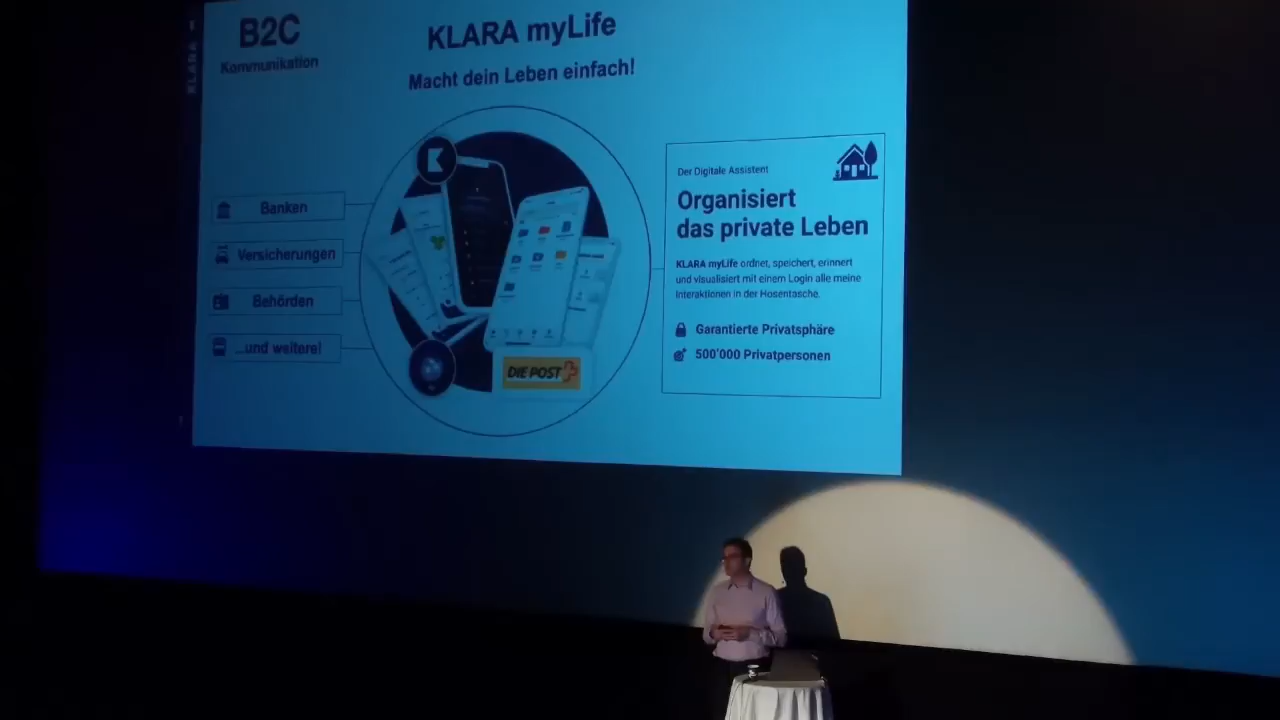 KLARA
B2C
Kommunikation
KLARA myLife
Macht dein Leben einfach!
Banken
Versicherungen
Behörden
...und weitere!
DIE POST
Der Digitale Assistent
Organisiert
das private Leben
KLARA myLife ordnet, speichert, erinnert
und visualisiert mit einem Login alle meine
Interaktionen in der Hosentasche.
Garantierte Privatsphäre
500'000 Privatpersonen